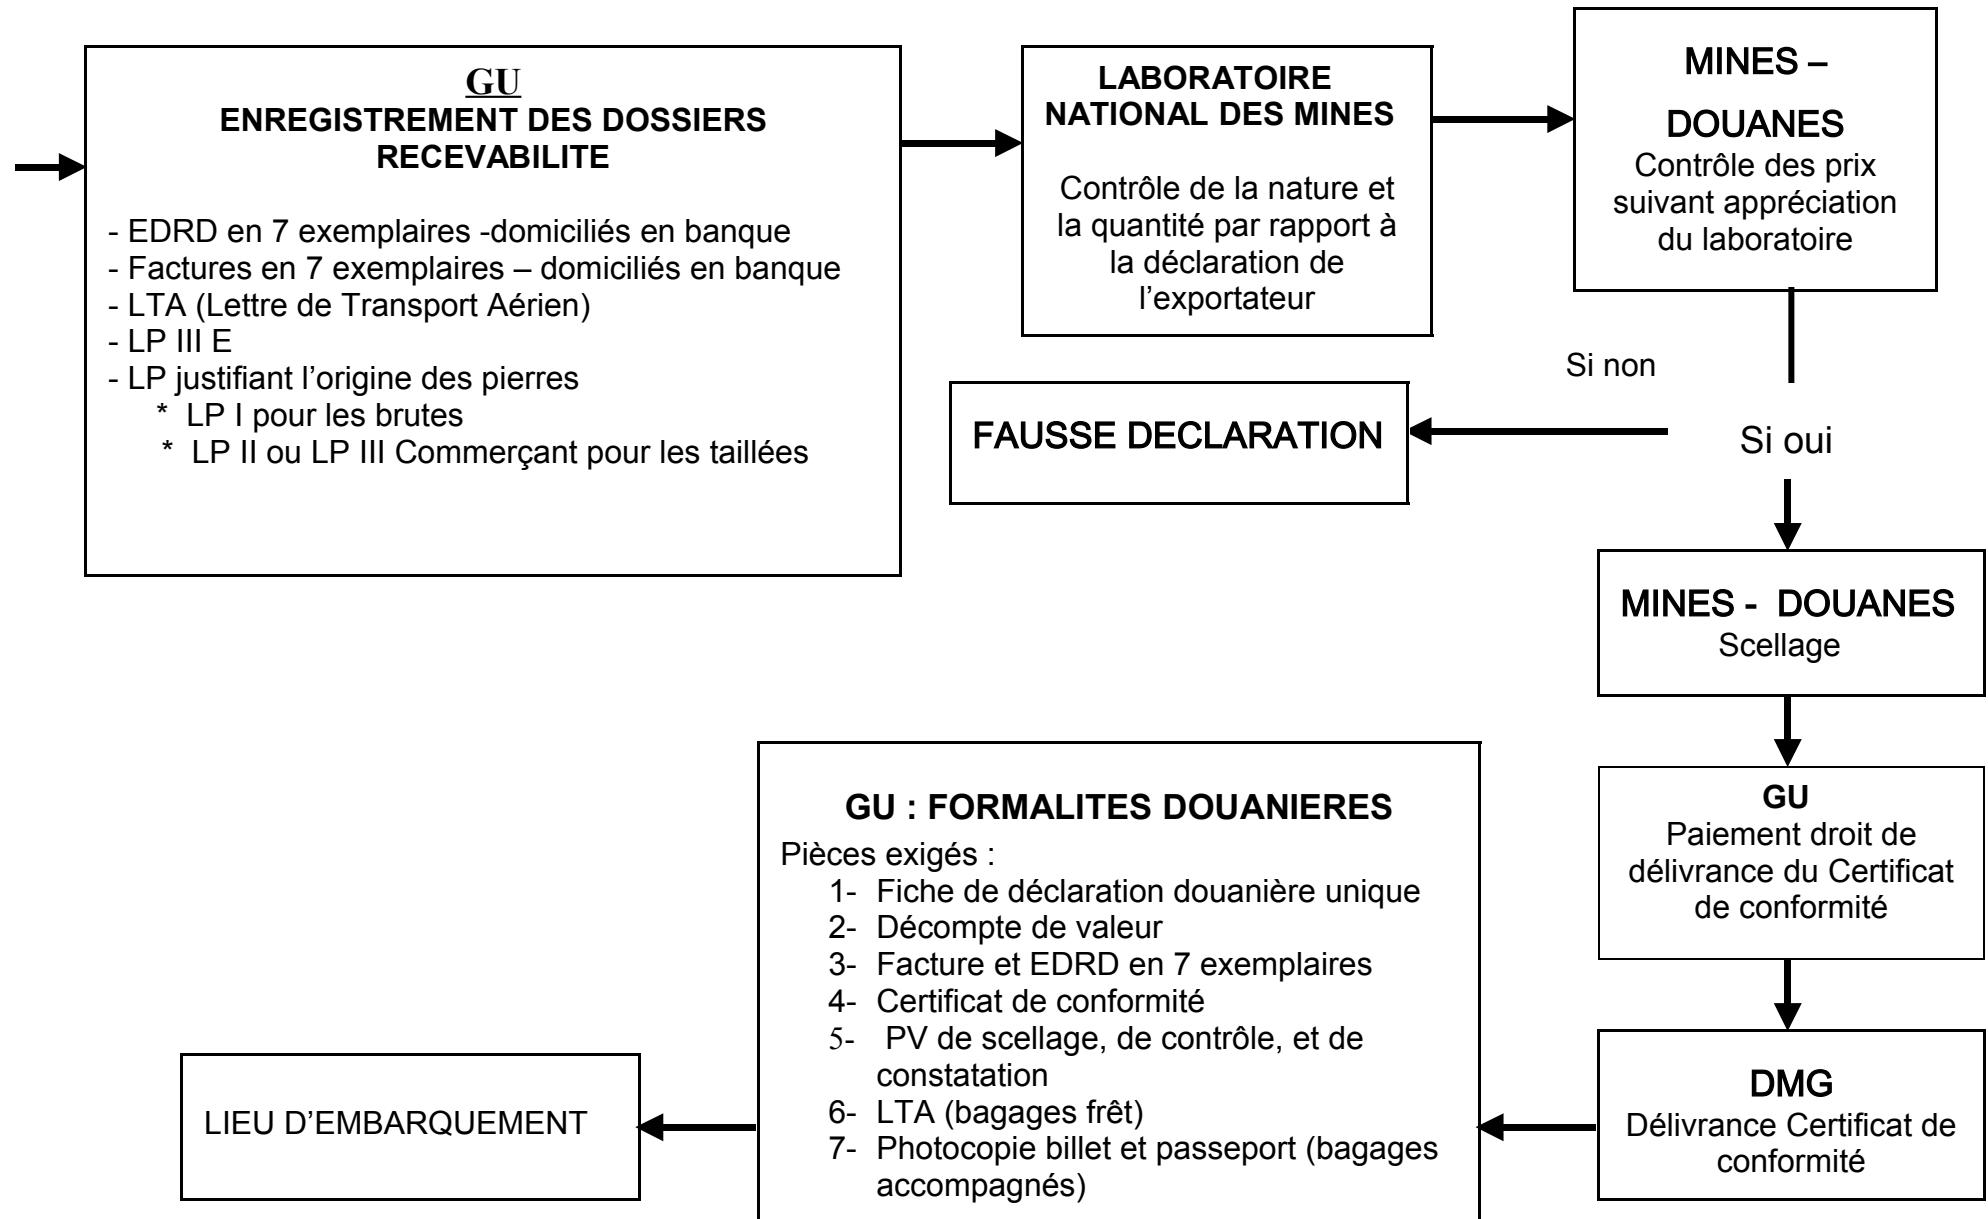 GU
ENREGISTREMENT DES DOSSIERS
RECEVABILITE
- EDRD en 7 exemplaires -domiciliés en banque
- Factures en 7 exemplaires – domiciliés en banque
- LTA (Lettre de Transport Aérien)
- LP III E
- LP justifiant l’origine des pierres
* LP I pour les brutes
* LP II ou LP III Commerçant pour les taillées
LABORATOIRE
NATIONAL DES MINES
Contrôle de la nature et
la quantité par rapport à
la déclaration de
l’exportateur
MINES –
DOUANES
Contrôle des prix
suivant appréciation
du laboratoire
Si non
FAUSSE DECLARATION
Si oui
MINES - DOUANES
Scellage
GU
Paiement droit de
délivrance du Certificat
de conformité
DMG
Délivrance Certificat de
conformité
GU : FORMALITES DOUANIERES
Pièces exigés :
1- Fiche de déclaration douanière unique
2- Décompte de valeur
3- Facture et EDRD en 7 exemplaires
4- Certificat de conformité
5- PV de scellage, de contrôle, et de
constatation
6- LTA (bagages frêt)
7- Photocopie billet et passeport (bagages
accompagnés)
LIEU D’EMBARQUEMENT